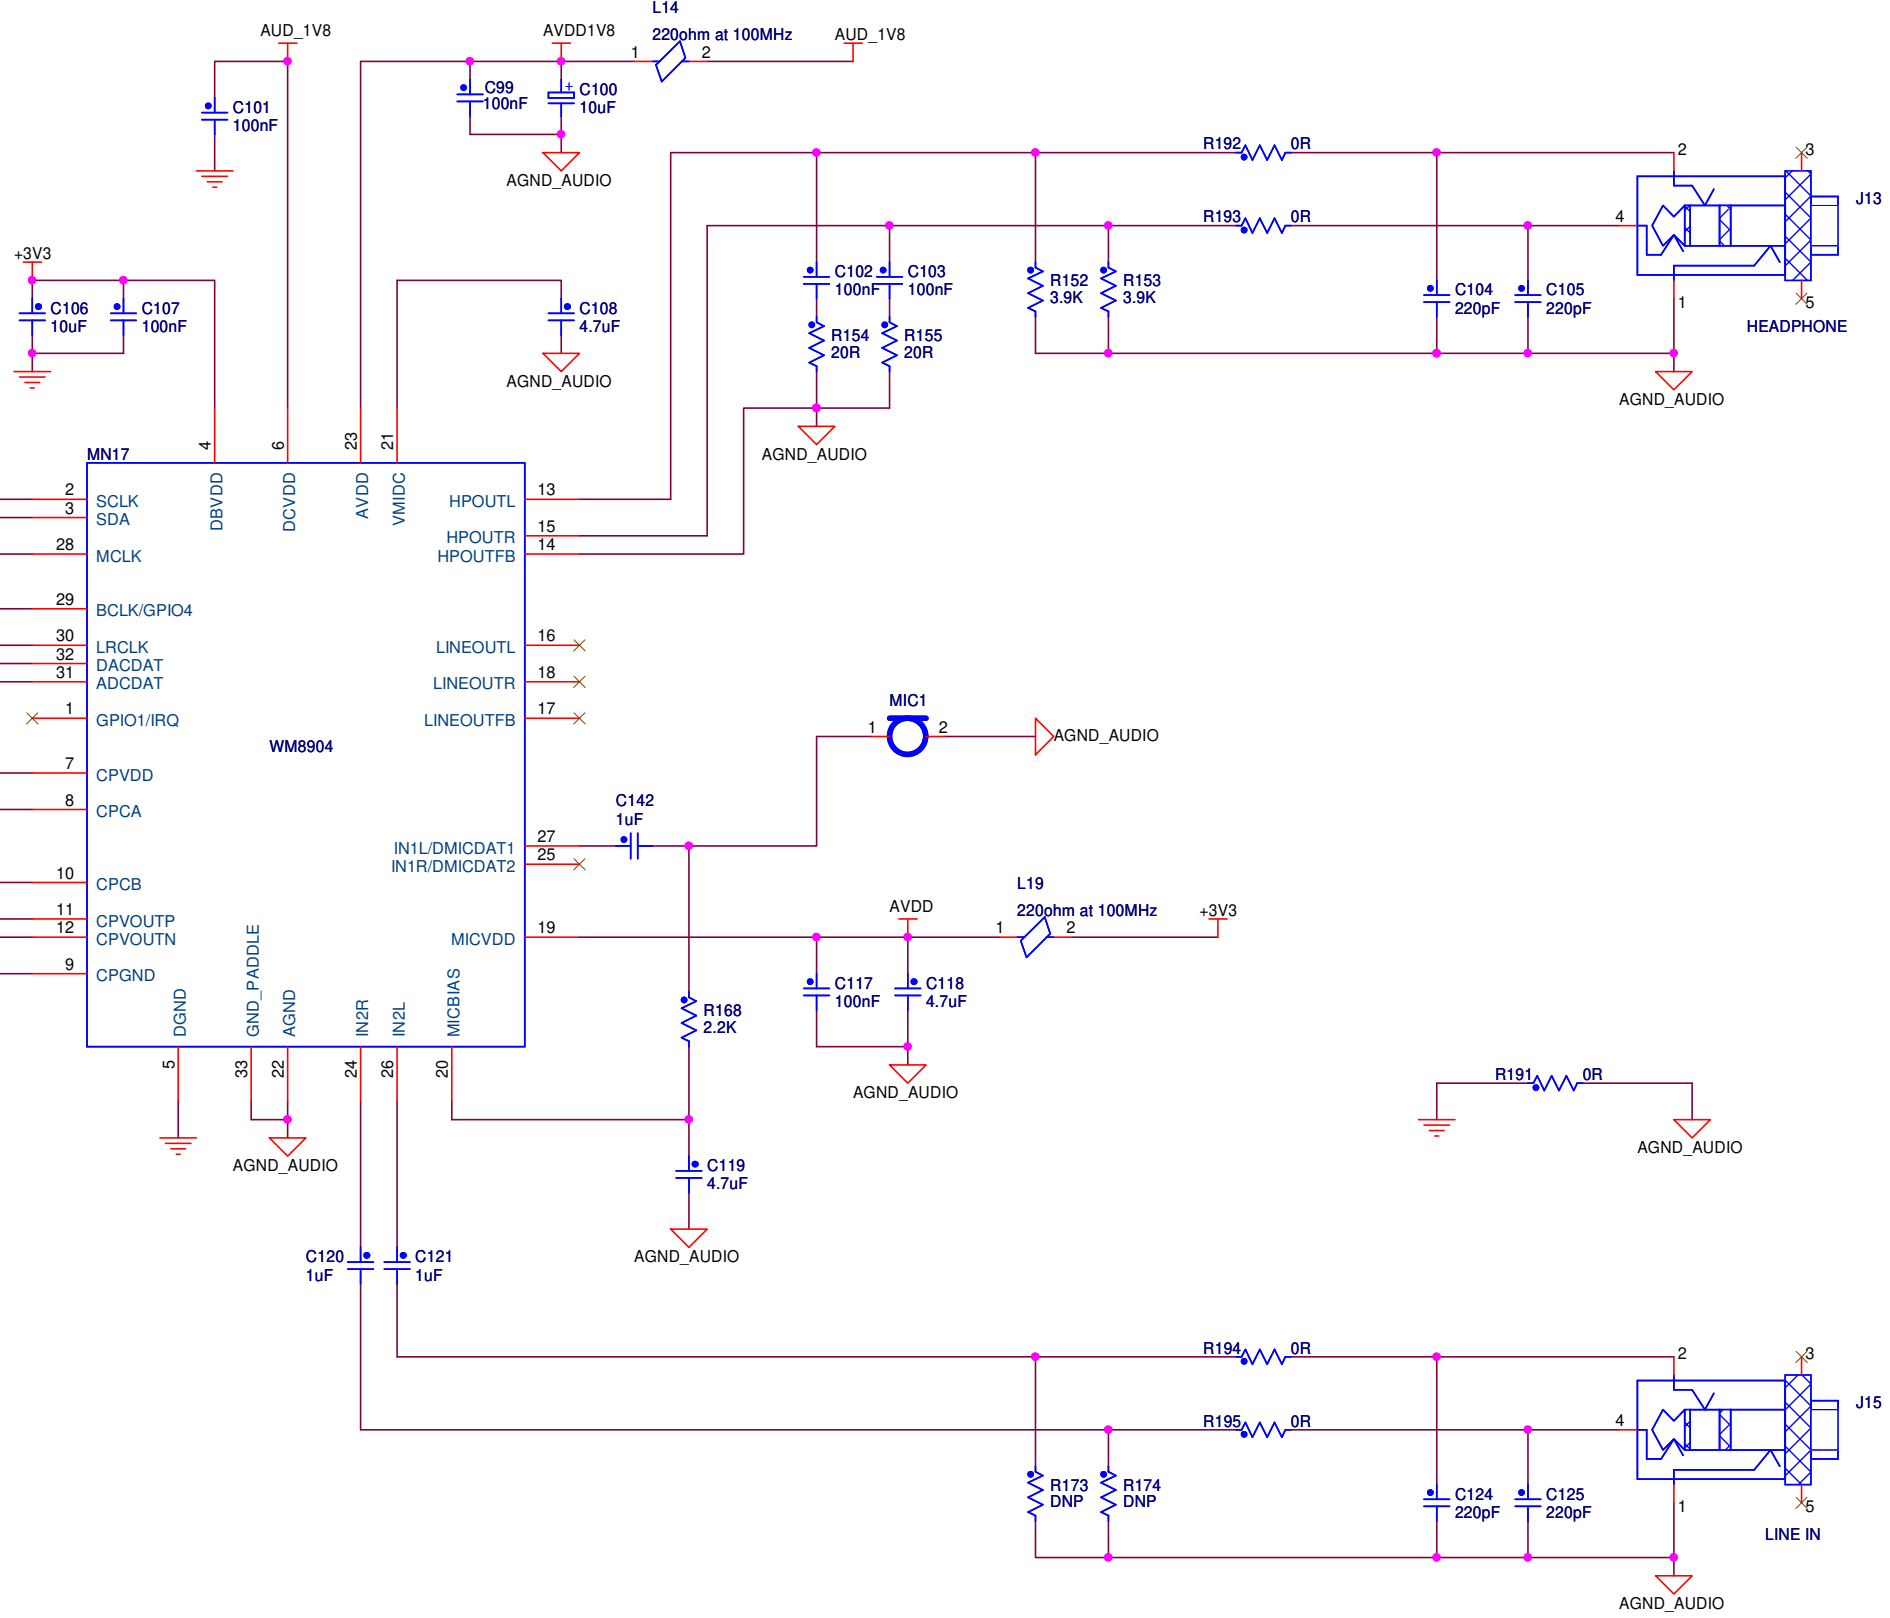 L14
220ohm at 100MHz
AUD_1V8
AVDD1V8
AUD_1V8
1
2
C99
100nF
+
C100
10uF
C101
100nF
AGND_AUDIO
R192
0R
2
3
R193
0R
4
J13
+3V3
C106
10uF
C107
100nF
C108
4.7uF
C102
100nF
C103
100nF
R152
3.9K
R153
3.9K
C104
220pF
C105
220pF
1
5
HEADPHONE
R154
20R
R155
20R
AGND_AUDIO
AGND_AUDIO
AGND_AUDIO
MN17
4
6
23
21
DBVDD
DCVDD
AVDD
VMIDC
2
SCLK
3
SDA
28
MCLK
29
BCLK/GPIO4
30
LRCLK
32
DACDAT
31
ADCDAT
1
GPIO1/IRQ
7
CPVDD
8
CPCA
10
CPCB
11
CPVOUTP
12
CPVOUTN
9
CPGND
WM8904
HPOUTL
13
HPOUTR
15
HPOUTFB
14
LINEOUTL
16
LINEOUTR
18
LINEOUTFB
17
IN1L/DMICDAT1
27
IN1R/DMICDAT2
25
MICVDD
19
DGND
GND_PADDLE
AGND
IN2R
IN2L
MICBIAS
5
33
22
24
26
20
MIC1
1
2
AGND_AUDIO
C142
1uF
L19
220ohm at 100MHz
AVDD
+3V3
1
2
C117
100nF
C118
4.7uF
R168
2.2K
AGND_AUDIO
R191
0R
AGND_AUDIO
AGND_AUDIO
C119
4.7uF
AGND_AUDIO
C120
1uF
C121
1uF
R194
0R
2
3
R195
0R
4
J15
R173
DNP
R174
DNP
C124
220pF
C125
220pF
1
5
LINE IN
AGND_AUDIO